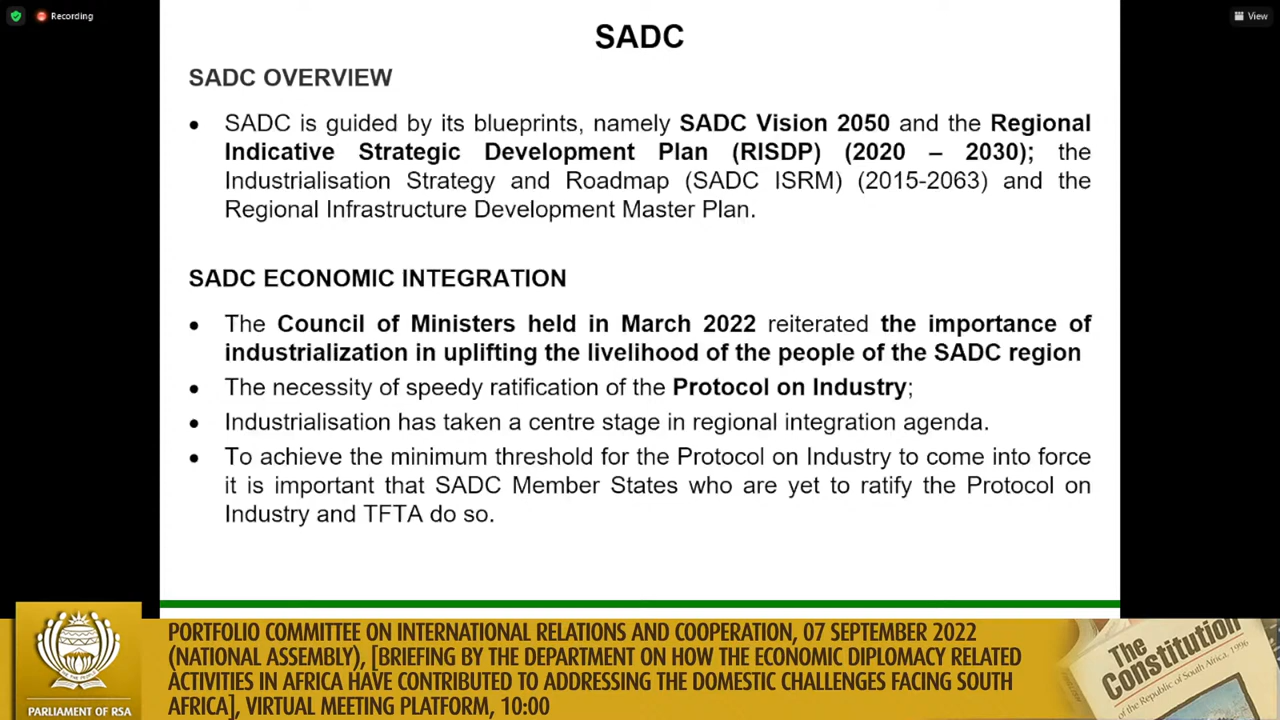 Recording
View
SADC
SADC OVERVIEW
• SADC is guided by its blueprints, namely SADC Vision 2050 and the Regional
Indicative Strategic Development Plan (RISDP) (2020 – 2030); the
Industrialisation Strategy and Roadmap (SADC ISRM) (2015-2063) and the
Regional Infrastructure Development Master Plan.
SADC ECONOMIC INTEGRATION
• The Council of Ministers held in March 2022 reiterated the importance of
industrialization in uplifting the livelihood of the people of the SADC region
• The necessity of speedy ratification of the Protocol on Industry;
• Industrialisation has taken a centre stage in regional integration agenda.
• To achieve the minimum threshold for the Protocol on Industry to come into force
it is important that SADC Member States who are yet to ratify the Protocol on
Industry and TFTA do so.
PORTFOLIO COMMITTEE ON INTERNATIONAL RELATIONS AND COOPERATION, 07 SEPTEMBER 2022
(NATIONAL ASSEMBLY), [BRIEFING BY THE DEPARTMENT ON HOW THE ECONOMIC DIPLOMACY RELATED
ACTIVITIES IN AFRICA HAVE CONTRIBUTED TO ADDRESSING THE DOMESTIC CHALLENGES FACING SOUTH
AFRICA], VIRTUAL MEETING PLATFORM, 10:00
PARLIAMENT OF RSA
The
Constitution
of the Republic of South Africa, 1996